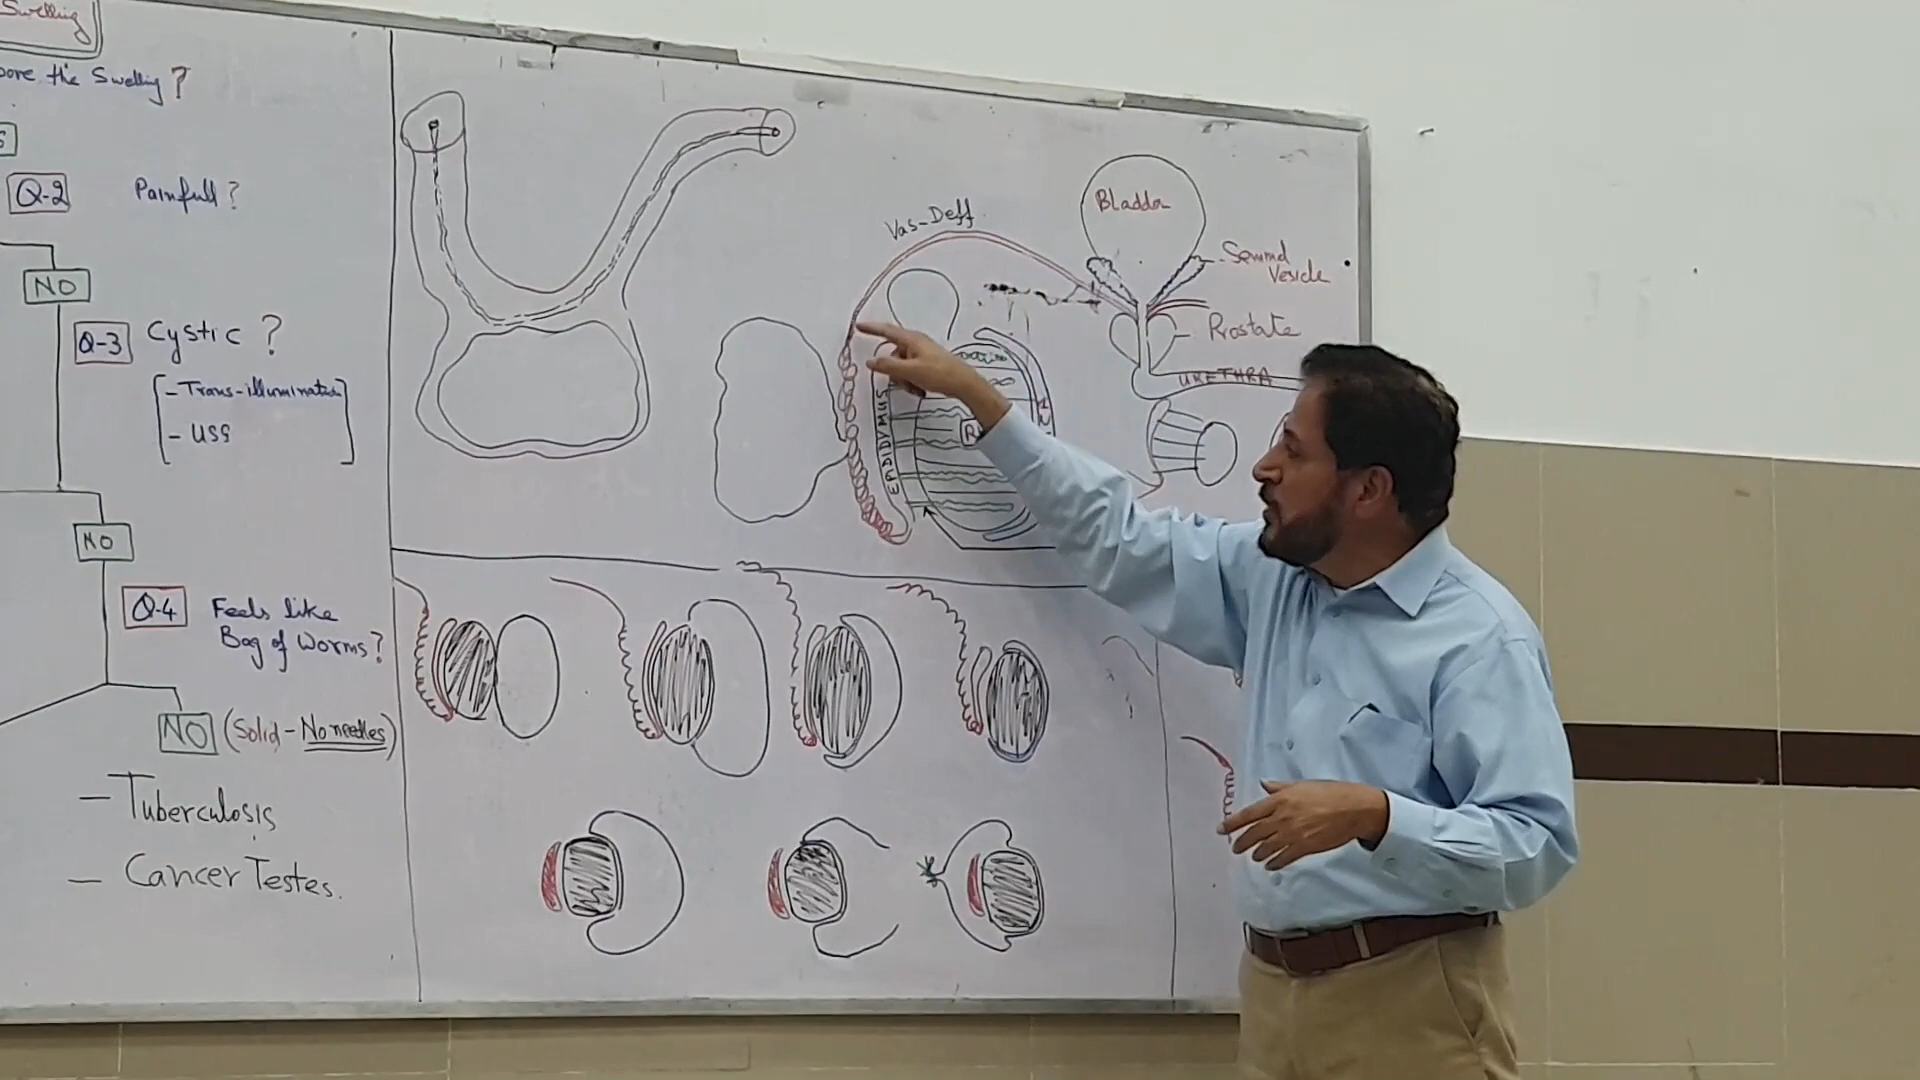 Swelling
the Swelling?
Q-2 Painfull?
NO
Q-3 Cystic?
- Trans-illumination
- USG
NO
Q-4 Feels like
Bag of Worms?
NO (Solid - No needles)
- Tuberculosis
- Cancer Testes.
Vas-Deff
Bladder
Seminal
Vesicle
Prostate
URETHRA
EPIDIDYMUS